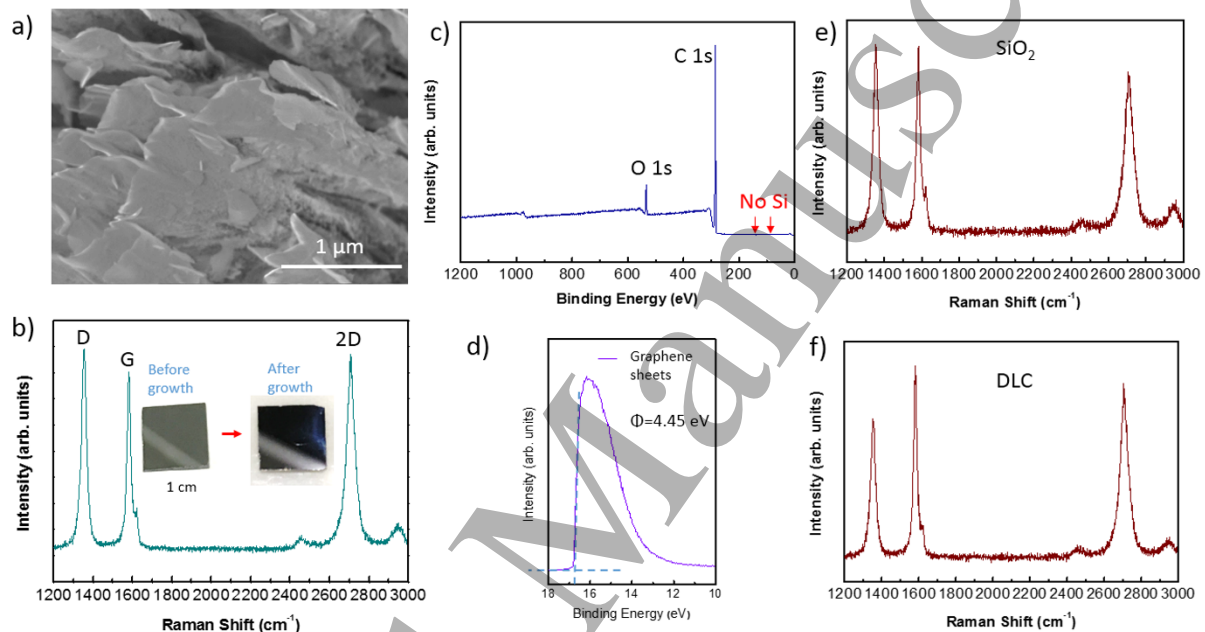 a)
1 µm
b)
D
G
2D
Before
growth
After
growth
1 cm
Intensity (arb. units)
1200 1400 1600 1800 2000 2200 2400 2600 2800 3000
Raman Shift (cm-1)
c)
C 1s
O 1s
No Si
Intensity (arb. units)
1200 1000 800 600 400 200 0
Binding Energy (eV)
d)
Graphene
sheets
Φ=4.45 eV
Intensity (arb. units)
18 16 14 12 10
Binding Energy (eV)
e)
SiO2
Intensity (arb. units)
1200 1400 1600 1800 2000 2200 2400 2600 2800 3000
Raman Shift (cm-1)
f)
DLC
Intensity (arb. units)
1200 1400 1600 1800 2000 2200 2400 2600 2800 3000
Raman Shift (cm-1)
Manusc